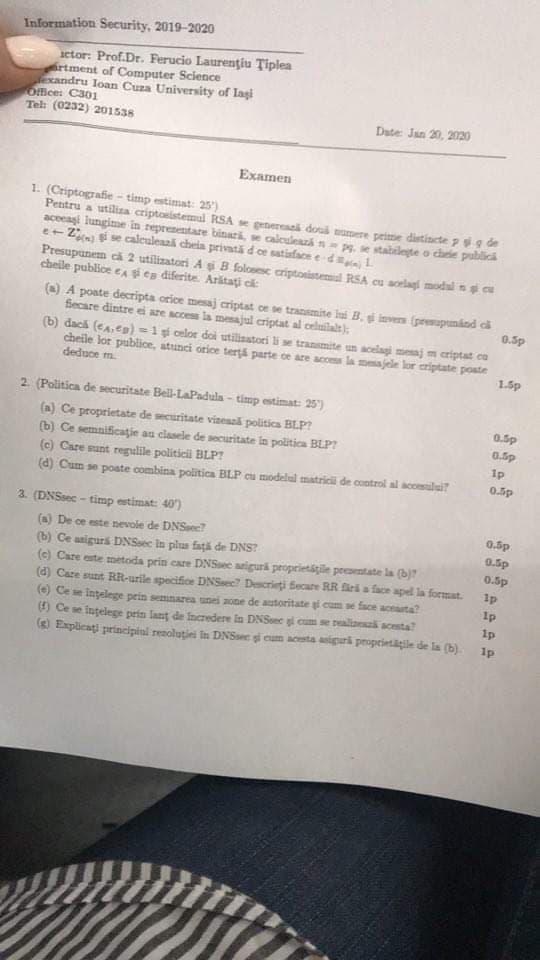 Information Security, 2019–2020
uctor: Prof.Dr. Ferucio Laurenţiu Ţiplea
artment of Computer Science
lexandru Ioan Cuza University of Iaşi
Office: C301
Tel: (0232) 201538
Date: Jan 20, 2020
Examen
1. (Criptografie – timp estimat: 25')
Pentru a utiliza criptosistemul RSA se generează două numere prime distincte p şi q de
aceeaşi lungime în reprezentare binară, se calculează n = pq, se stabileşte o cheie publică
e ← Z*ϕ(n) şi se calculează cheia privată d ce satisface e · d ≡ϕ(n) 1.
Presupunem că 2 utilizatori A şi B folosesc criptosistemul RSA cu acelaşi modul n şi cu
cheile publice eA şi eB diferite. Arătaţi că:
(a) A poate decripta orice mesaj criptat ce se transmite lui B, şi invers (presupunând că
fiecare dintre ei are access la mesajul criptat al celuilalt); 0.5p
(b) dacă (eA, eB) = 1 şi celor doi utilizatori li se transmite un acelaşi mesaj m criptat cu
cheile lor publice, atunci orice terţă parte ce are access la mesajele lor criptate poate
deduce m. 1.5p
2. (Politica de securitate Bell-LaPadula – timp estimat: 25')
(a) Ce proprietate de securitate vizează politica BLP? 0.5p
(b) Ce semnificaţie au clasele de securitate în politica BLP? 0.5p
(c) Care sunt regulile politicii BLP? 1p
(d) Cum se poate combina politica BLP cu modelul matricii de control al accesului? 0.5p
3. (DNSsec – timp estimat: 40')
(a) De ce este nevoie de DNSsec? 0.5p
(b) Ce asigură DNSsec în plus faţă de DNS? 0.5p
(c) Care este metoda prin care DNSsec asigură proprietăţile prezentate la (b)? 0.5p
(d) Care sunt RR-urile specifice DNSsec? Descrieţi fiecare RR fără a face apel la format. 1p
(e) Ce se înţelege prin semnarea unei zone de autoritate şi cum se face aceasta? 1p
(f) Ce se înţelege prin lanţ de încredere în DNSsec şi cum se realizează acesta? 1p
(g) Explicaţi principiul rezoluţiei în DNSsec şi cum acesta asigură proprietăţile de la (b). 1p